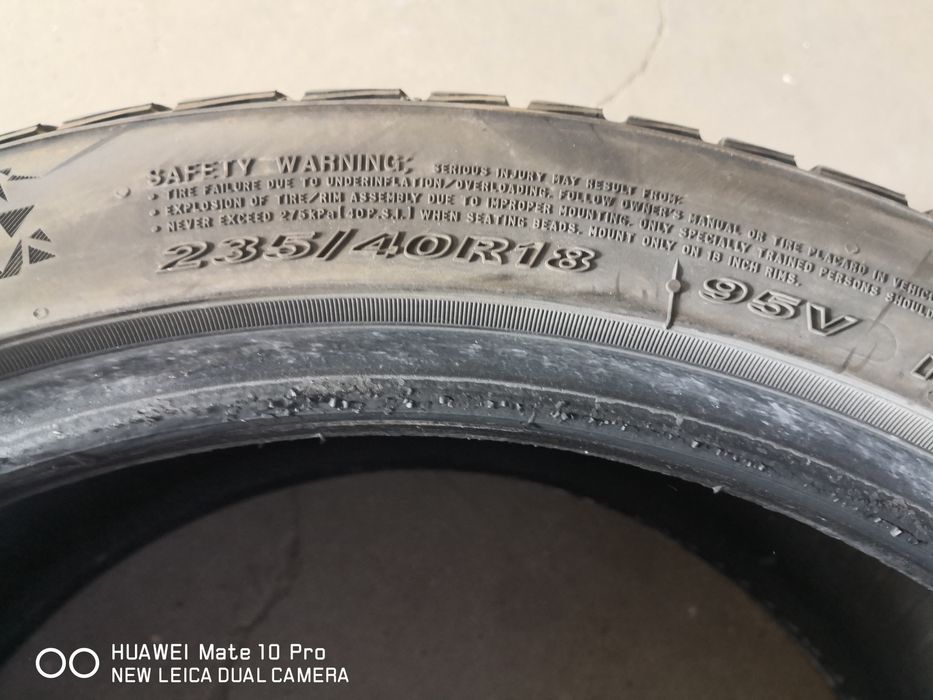 SAFETY WARNING; SERIOUS INJURY MAY RESULT FROM:
• TIRE FAILURE DUE TO UNDERINFLATION/OVERLOADING. FOLLOW OWNER'S MANUAL OR TIRE PLACARD IN
• EXPLOSION OF TIRE/RIM ASSEMBLY DUE TO IMPROPER MOUNTING. ONLY SPECIALLY TRAINED PERSONS
• NEVER EXCEED 275KPa(40P.S.I.) WHEN SEATING BEADS. MOUNT ONLY ON 18 INCH RIMS.
235/40R18
95V
HUAWEI Mate 10 Pro
NEW LEICA DUAL CAMERA